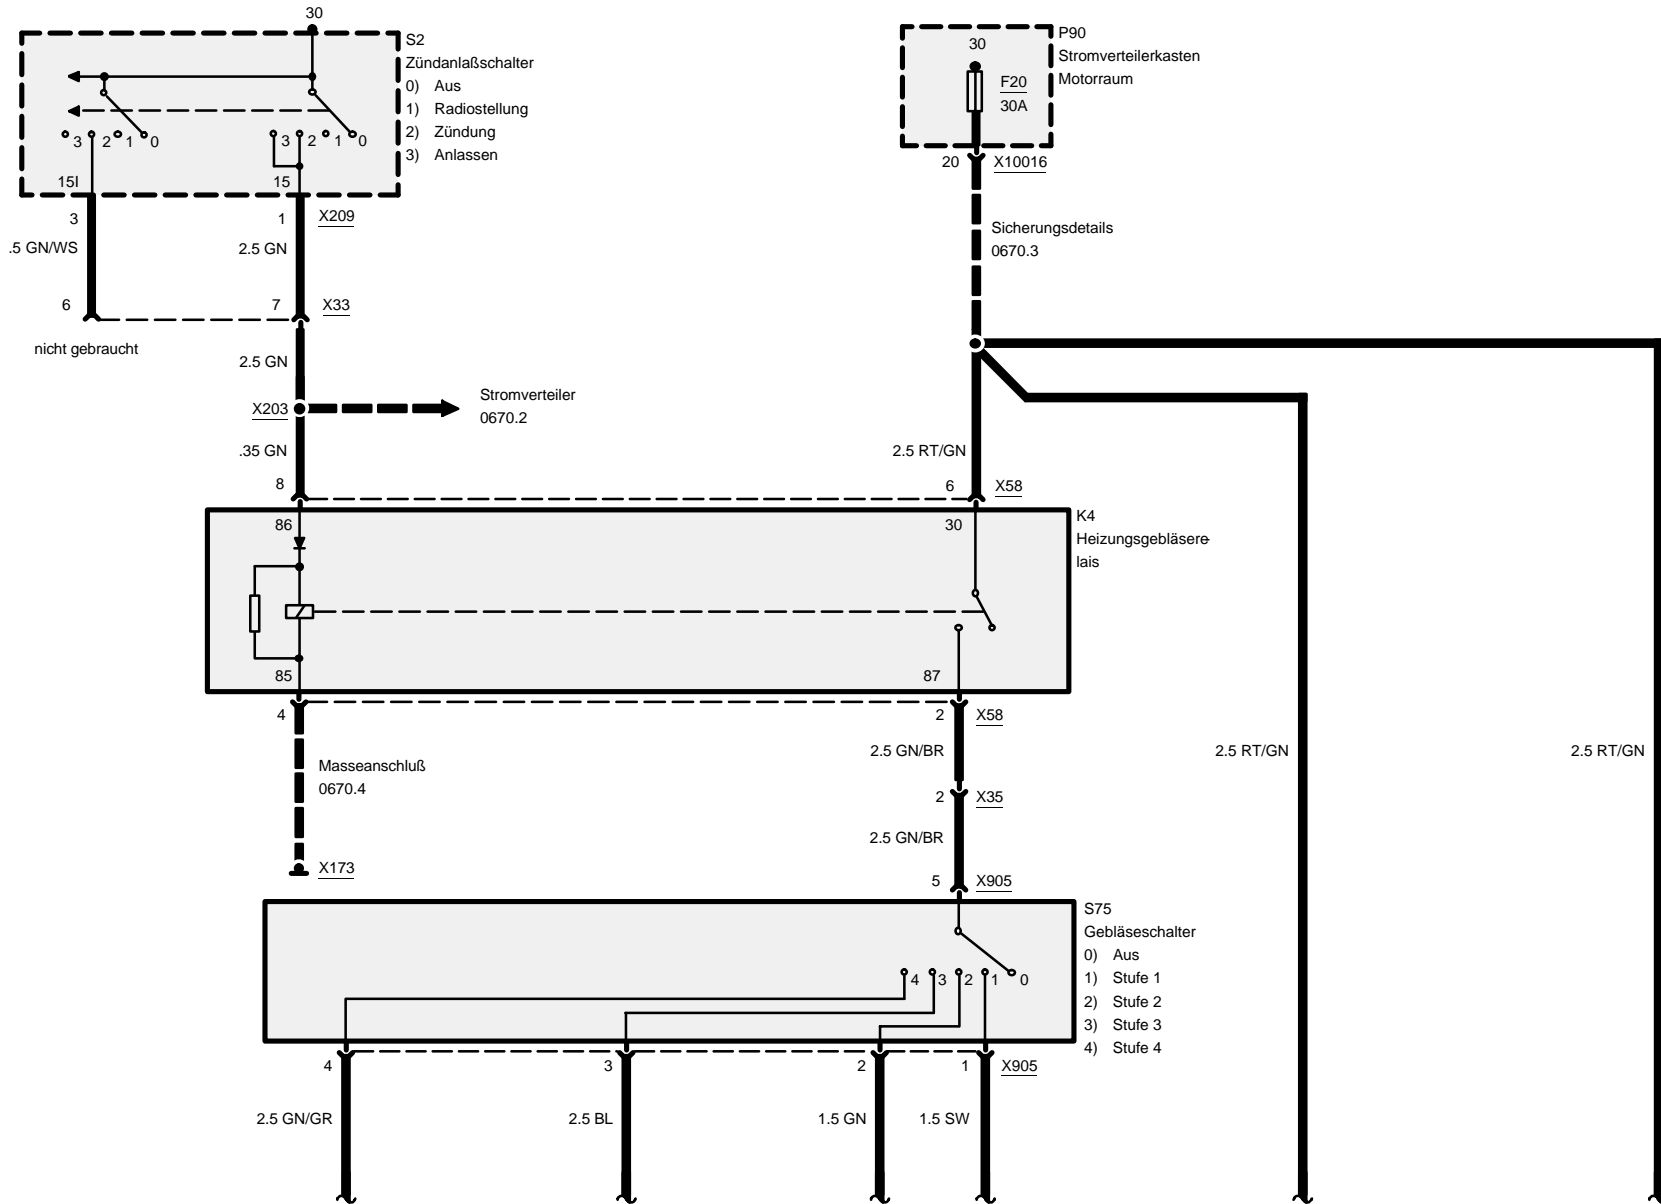 30
S2
Zündanlaßschalter
0) Aus
1) Radiostellung
2) Zündung
3) Anlassen
3 2 1 0
3 2 1 0
15I
15
3
1
X209
.5 GN/WS
2.5 GN
6
7
X33
nicht gebraucht
2.5 GN
X203
Stromverteiler
0670.2
.35 GN
8
P90
Stromverteilerkasten
Motorraum
30
F20
30A
20
X10016
Sicherungsdetails
0670.3
2.5 RT/GN
6
X58
K4
Heizungsgebläsere-
lais
86
30
85
87
4
2
X58
Masseanschluß
0670.4
X173
2.5 GN/BR
2
X35
2.5 GN/BR
5
X905
2.5 RT/GN
2.5 RT/GN
S75
Gebläseschalter
0) Aus
1) Stufe 1
2) Stufe 2
3) Stufe 3
4) Stufe 4
4 3 2 1 0
4
3
2
1
X905
2.5 GN/GR
2.5 BL
1.5 GN
1.5 SW